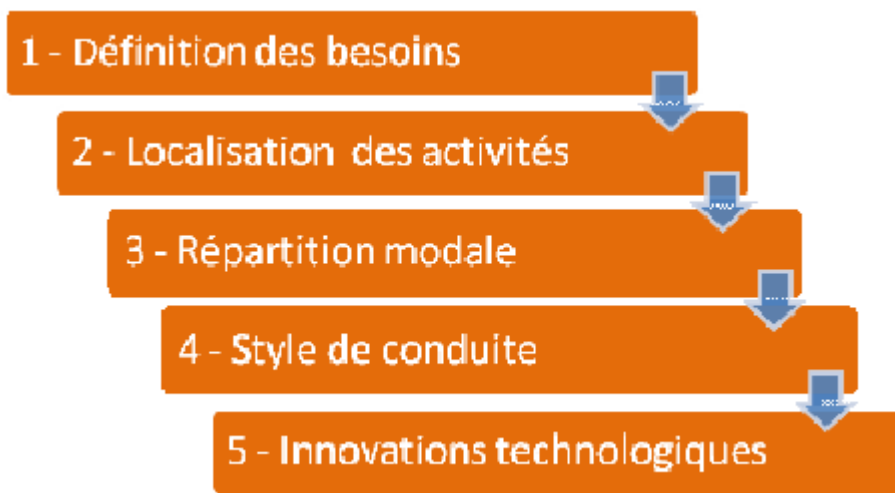 1 - Définition des besoins
2 - Localisation des activités
3 - Répartition modale
4 - Style de conduite
5 - Innovations technologiques